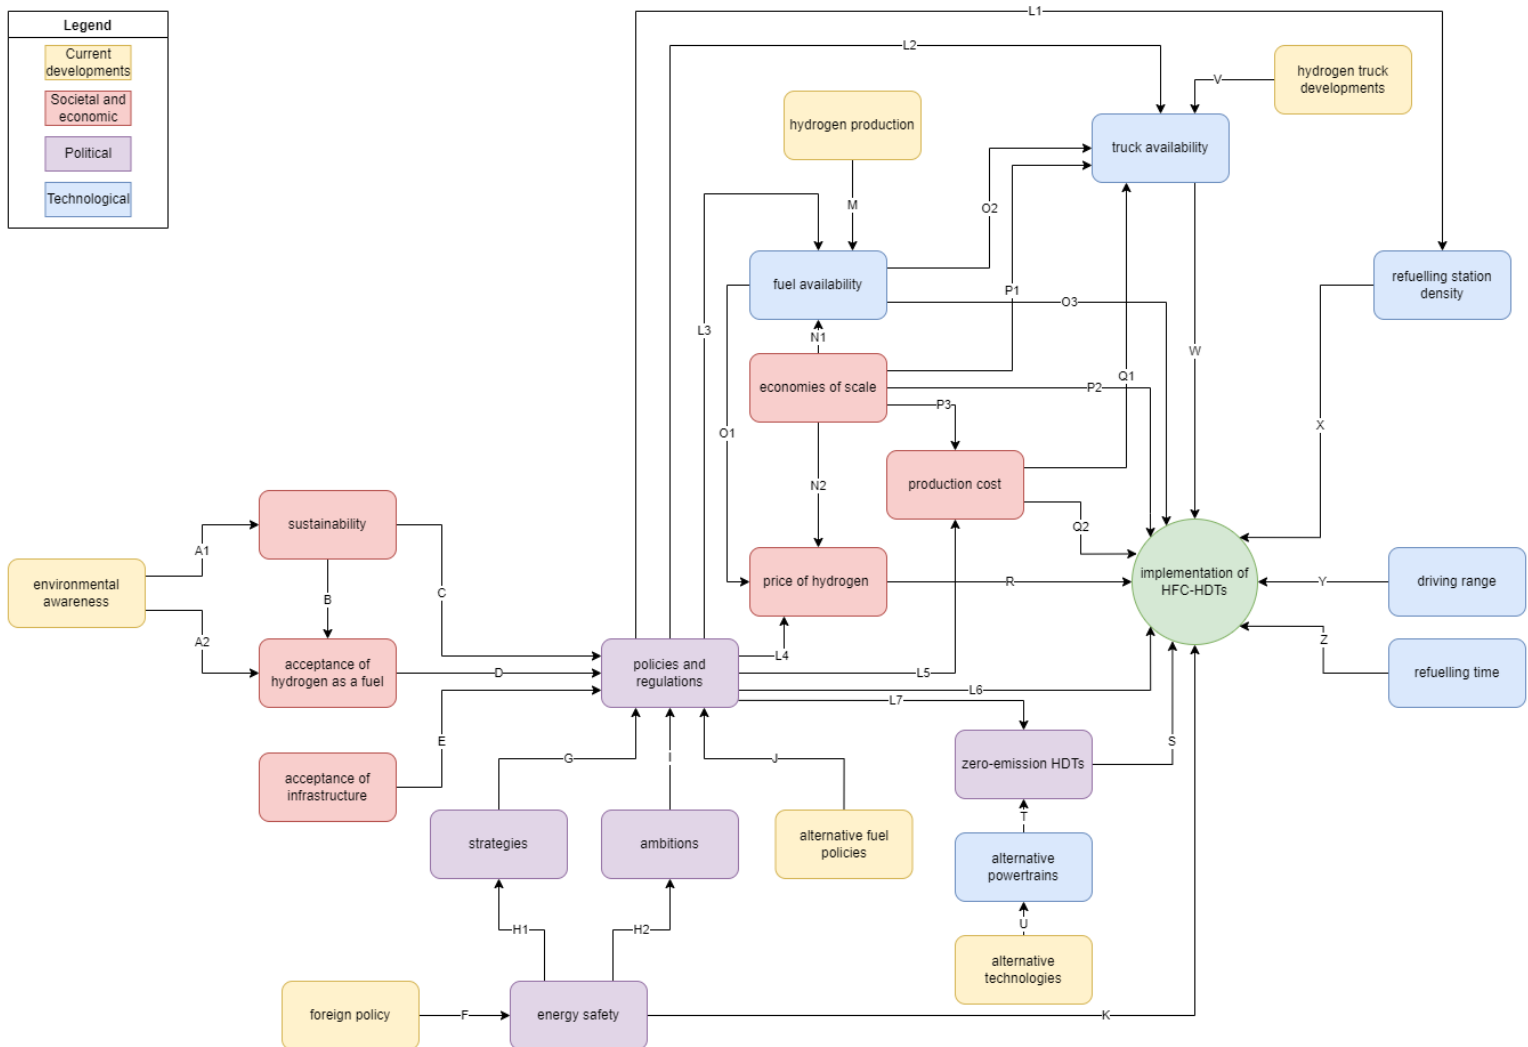 Legend
Current
developments
Societal and
economic
Political
Technological
L1
L2
hydrogen truck
developments
V
hydrogen production
truck availability
M
O2
L3
fuel availability
refuelling station
density
P1
O3
N1
W
economies of scale
Q1
P2
P3
O1
X
N2
production cost
sustainability
Q2
A1
environmental
awareness
B
C
price of hydrogen
R
implementation of
HFC-HDTs
Y
driving range
A2
Z
acceptance of
hydrogen as a fuel
D
policies and
regulations
L4
L5
L6
L7
refuelling time
E
S
acceptance of
infrastructure
G
I
J
zero-emission HDTs
T
strategies
ambitions
alternative fuel
policies
alternative
powertrains
U
H1
H2
alternative
technologies
foreign policy
F
energy safety
K